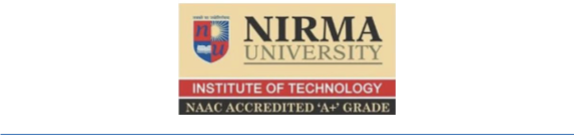 NIRMA
UNIVERSITY
INSTITUTE OF TECHNOLOGY
NAAC ACCREDITED 'A+' GRADE